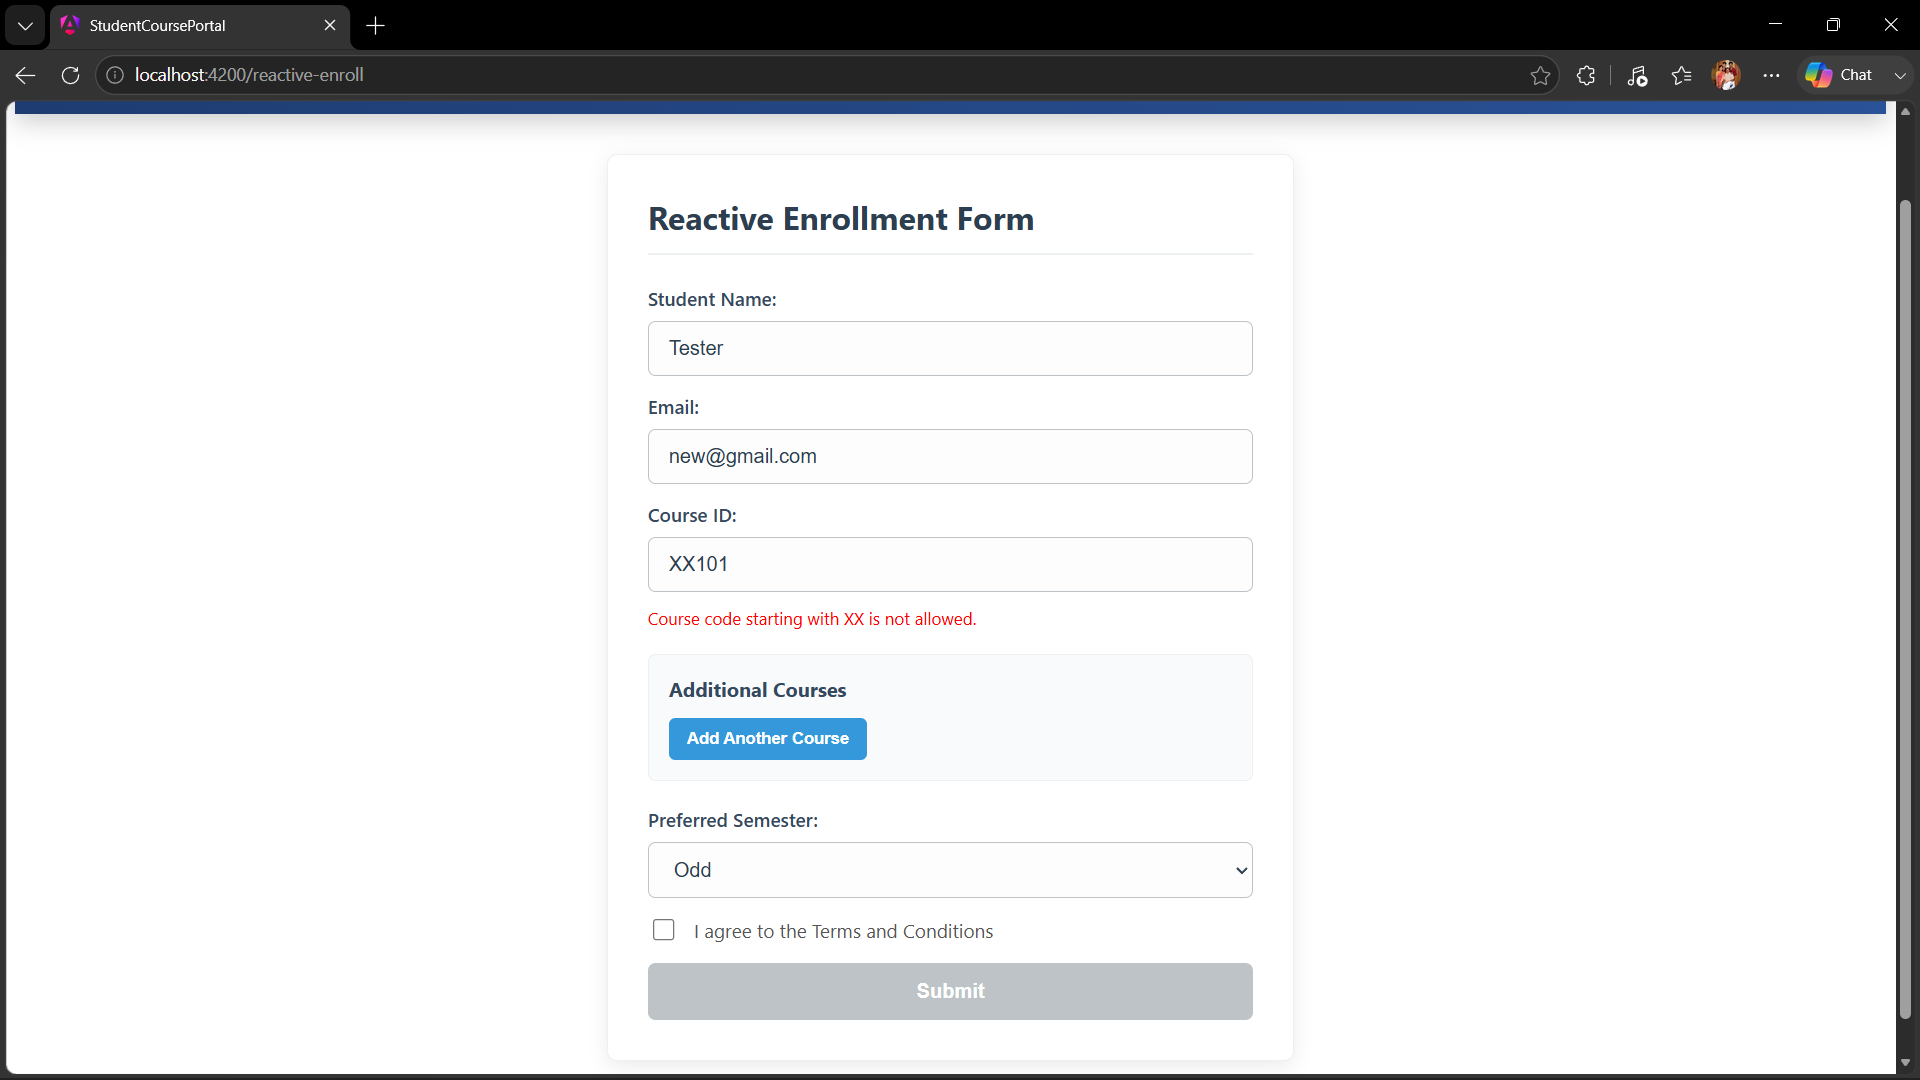 StudentCoursePortal
localhost:4200/reactive-enroll
Chat
Reactive Enrollment Form
Student Name:
Tester
Email:
new@gmail.com
Course ID:
XX101
Course code starting with XX is not allowed.
Additional Courses
Add Another Course
Preferred Semester:
Odd
I agree to the Terms and Conditions
Submit